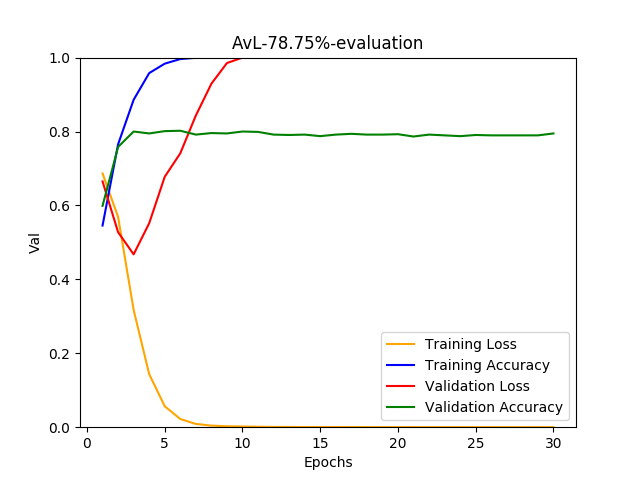 AvL-78.75%-evaluation
1.0
0.8
0.6
0.4
0.2
0.0
Val
0
5
10
15
20
25
30
Epochs
Training Loss
Training Accuracy
Validation Loss
Validation Accuracy